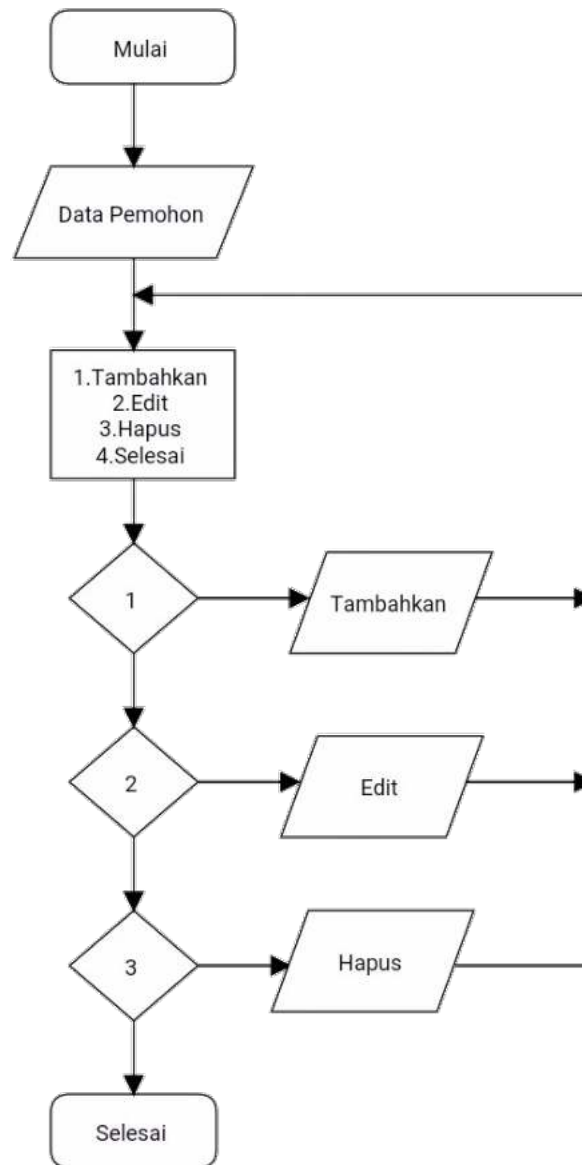 Mulai
Data Pemohon
1.Tambahkan
2.Edit
3.Hapus
4.Selesai
1
Tambahkan
2
Edit
3
Hapus
Selesai